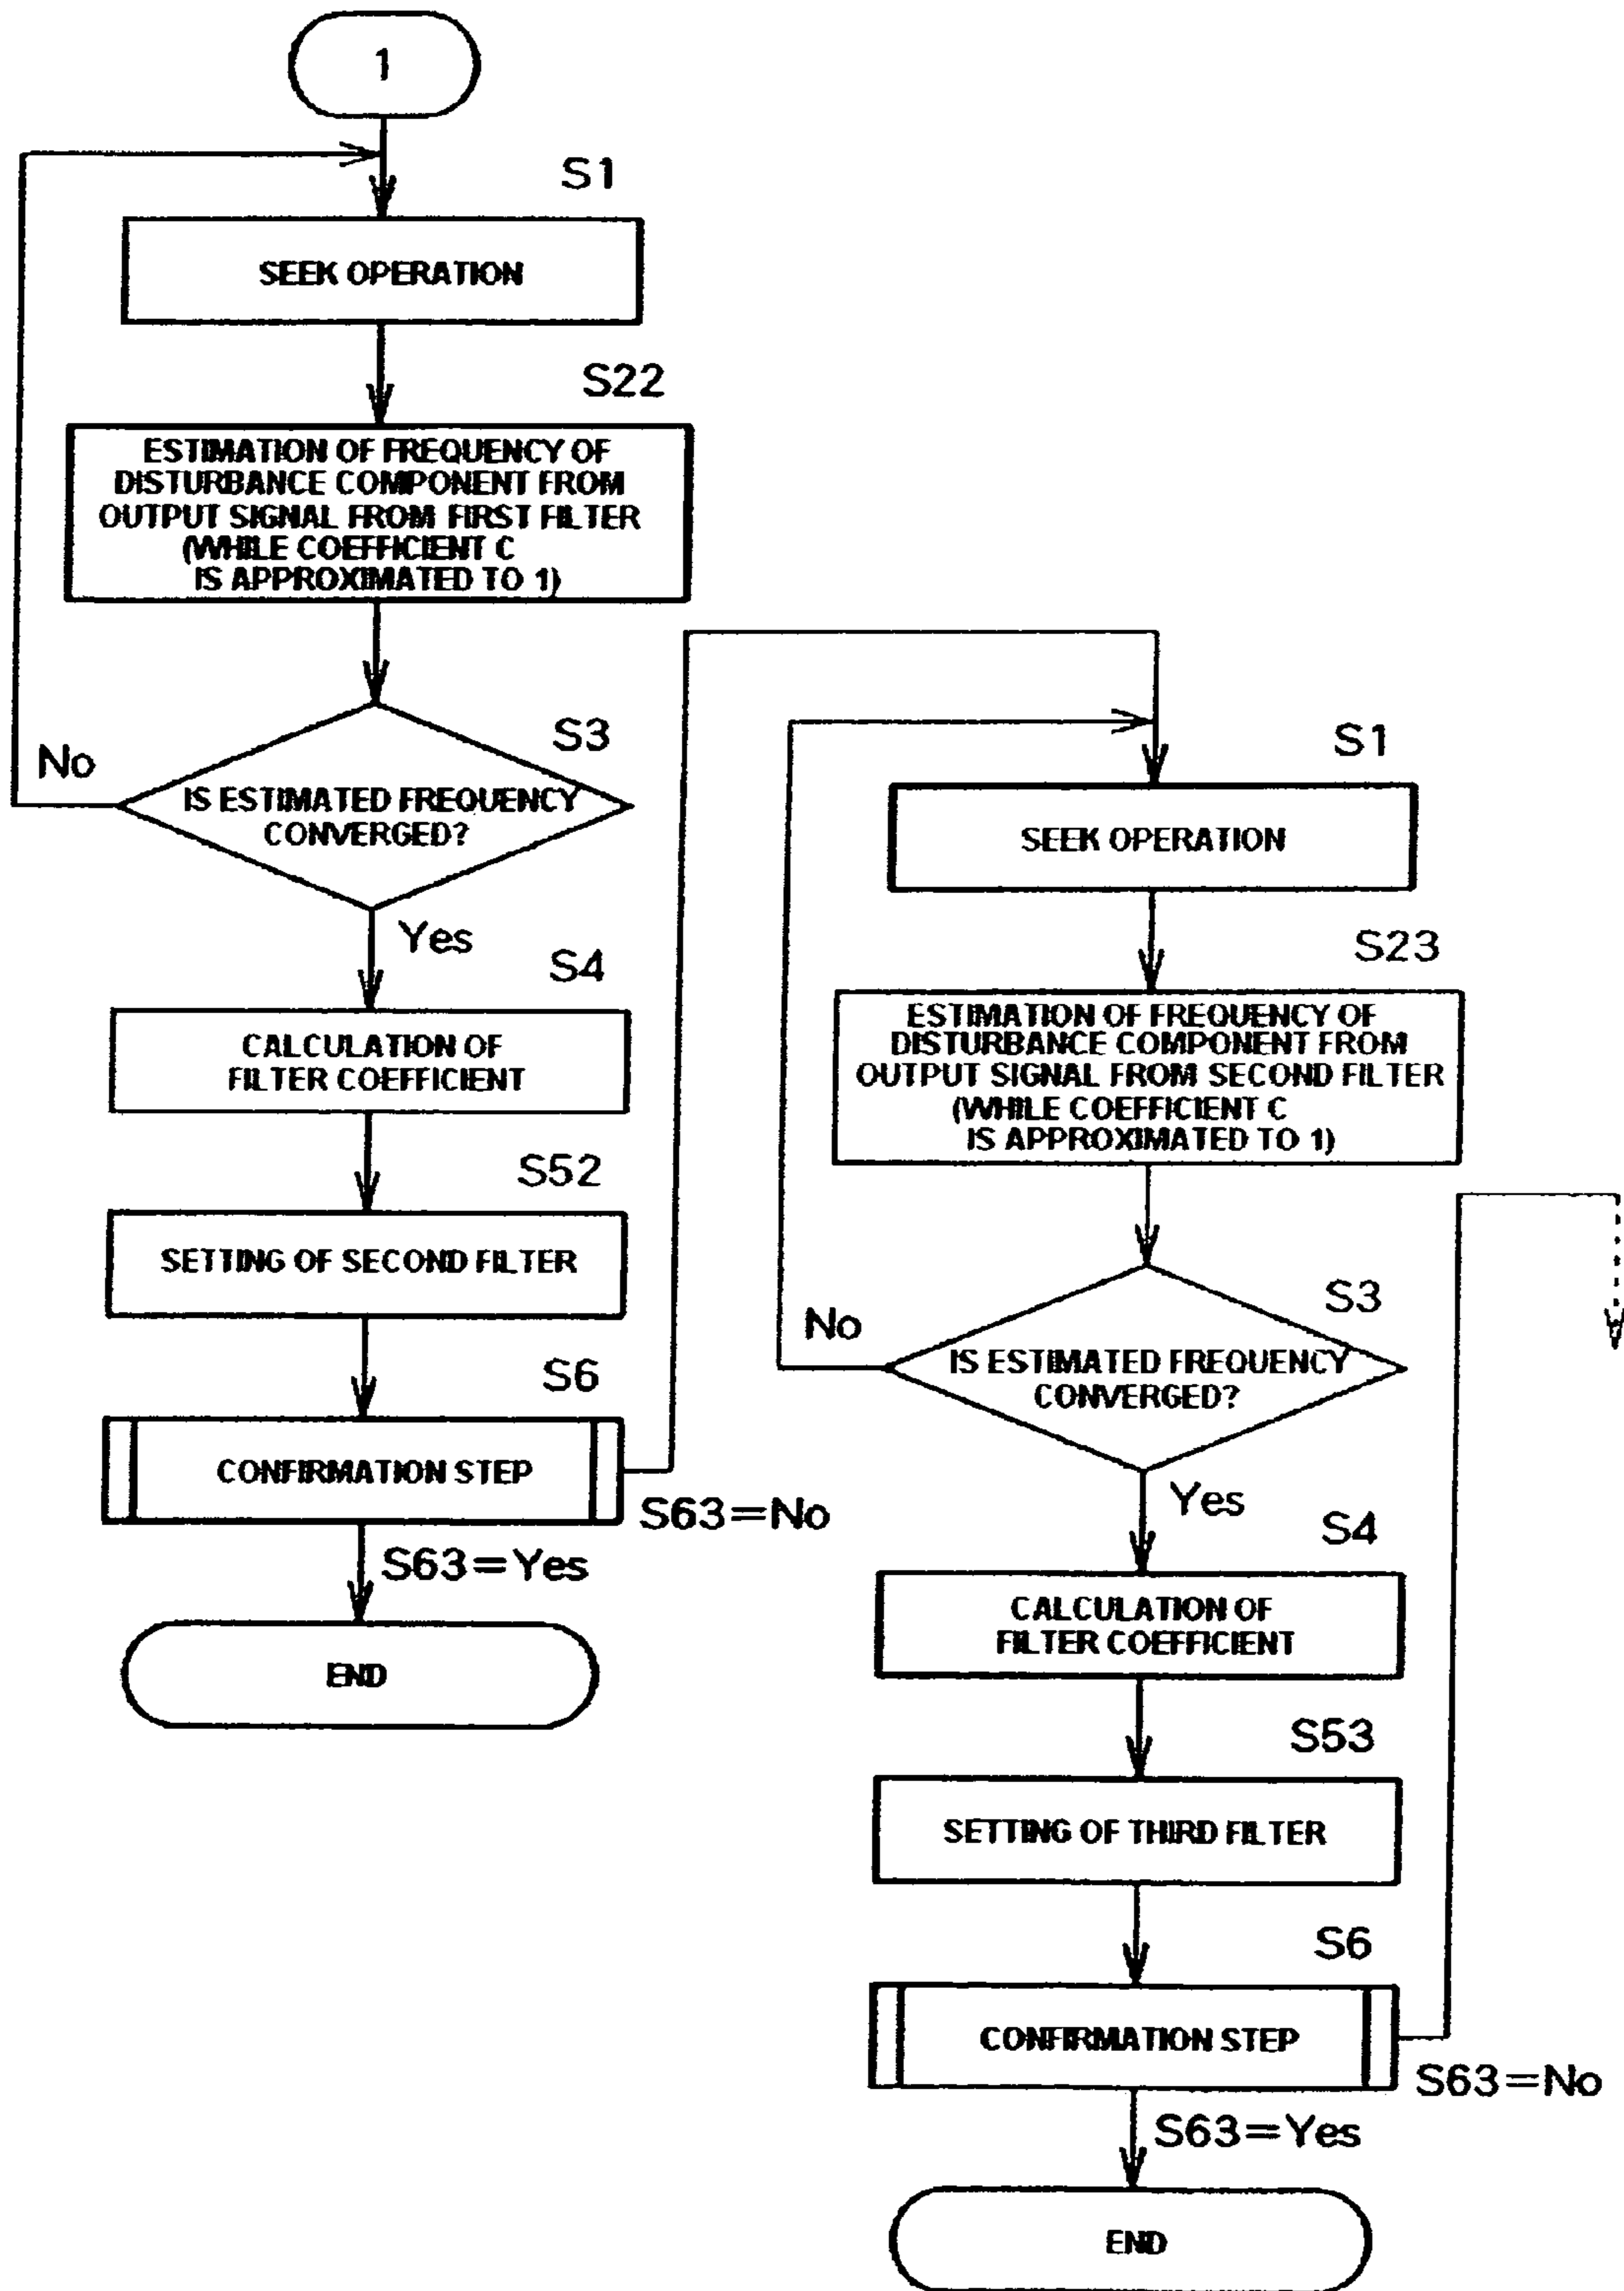 1
S1
SEEK OPERATION
S22
ESTIMATION OF FREQUENCY OF
DISTURBANCE COMPONENT FROM
OUTPUT SIGNAL FROM FIRST FILTER
(WHILE COEFFICIENT C
IS APPROXIMATED TO 1)
S3
No
IS ESTIMATED FREQUENCY
CONVERGED?
Yes
S4
CALCULATION OF
FILTER COEFFICIENT
S52
SETTING OF SECOND FILTER
S6
CONFIRMATION STEP
S63=No
S63=Yes
END
S1
SEEK OPERATION
S23
ESTIMATION OF FREQUENCY OF
DISTURBANCE COMPONENT FROM
OUTPUT SIGNAL FROM SECOND FILTER
(WHILE COEFFICIENT C
IS APPROXIMATED TO 1)
S3
No
IS ESTIMATED FREQUENCY
CONVERGED?
Yes
S4
CALCULATION OF
FILTER COEFFICIENT
S53
SETTING OF THIRD FILTER
S6
CONFIRMATION STEP
S63=No
S63=Yes
END